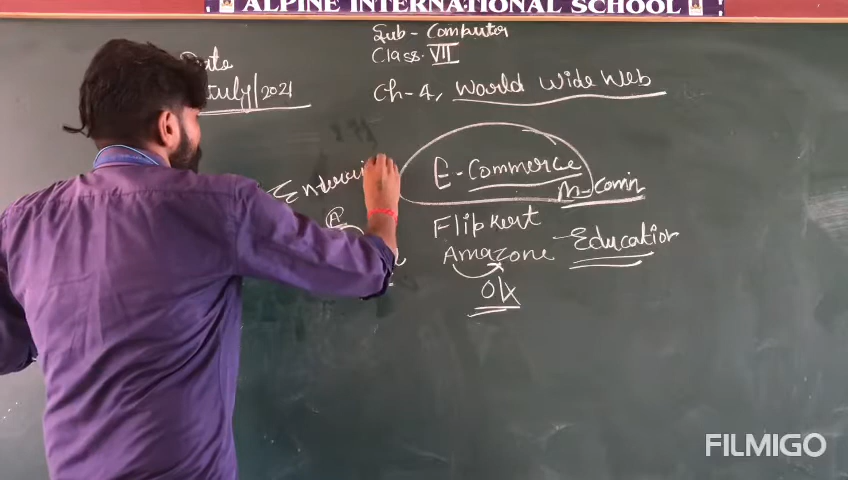 ALPINE INTERNATIONAL SCHOOL
Sub- Computer
Class. VII
Date
July/2021
Ch-4, World Wide Web
E-Commerce
M-Comm
Flipkert
Amazone - Education
Olx
FILMIGO